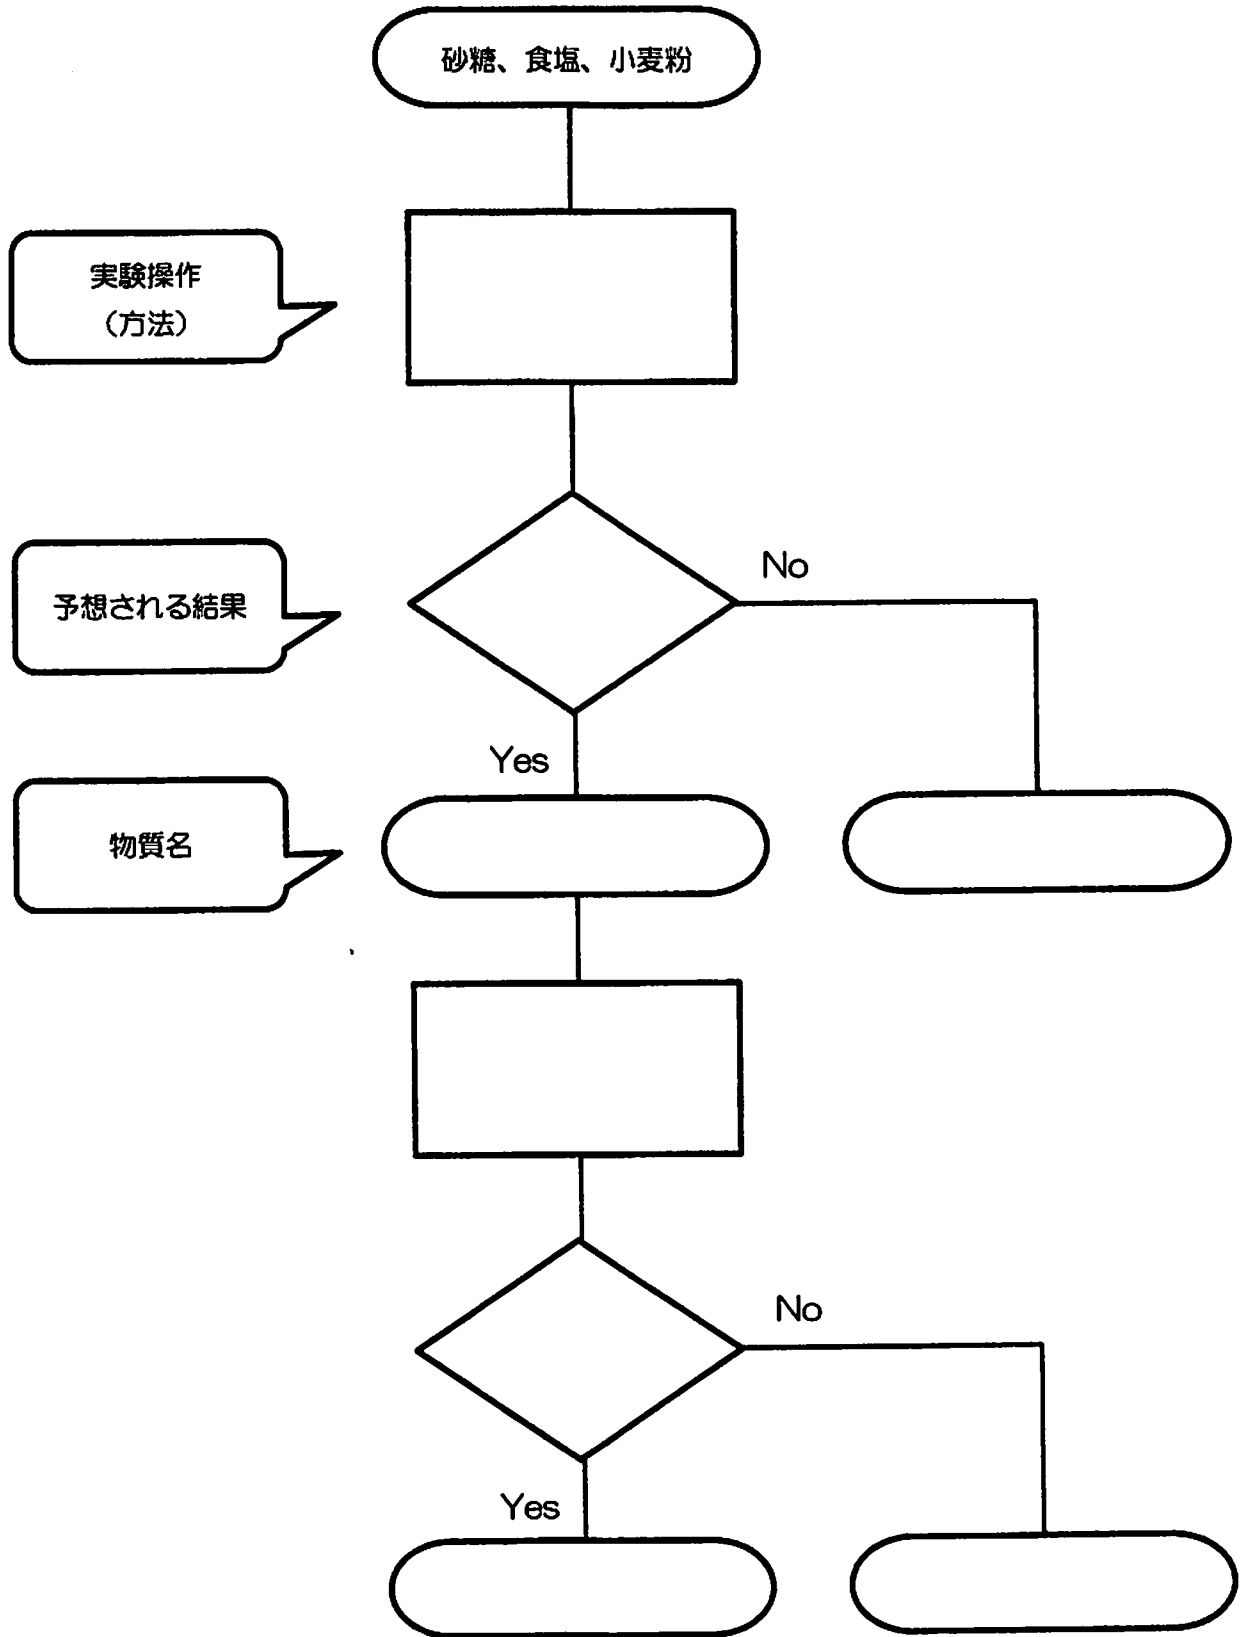 砂糖、食塩、小麦粉
実験操作
（方法）
予想される結果
No
Yes
物質名
No
Yes